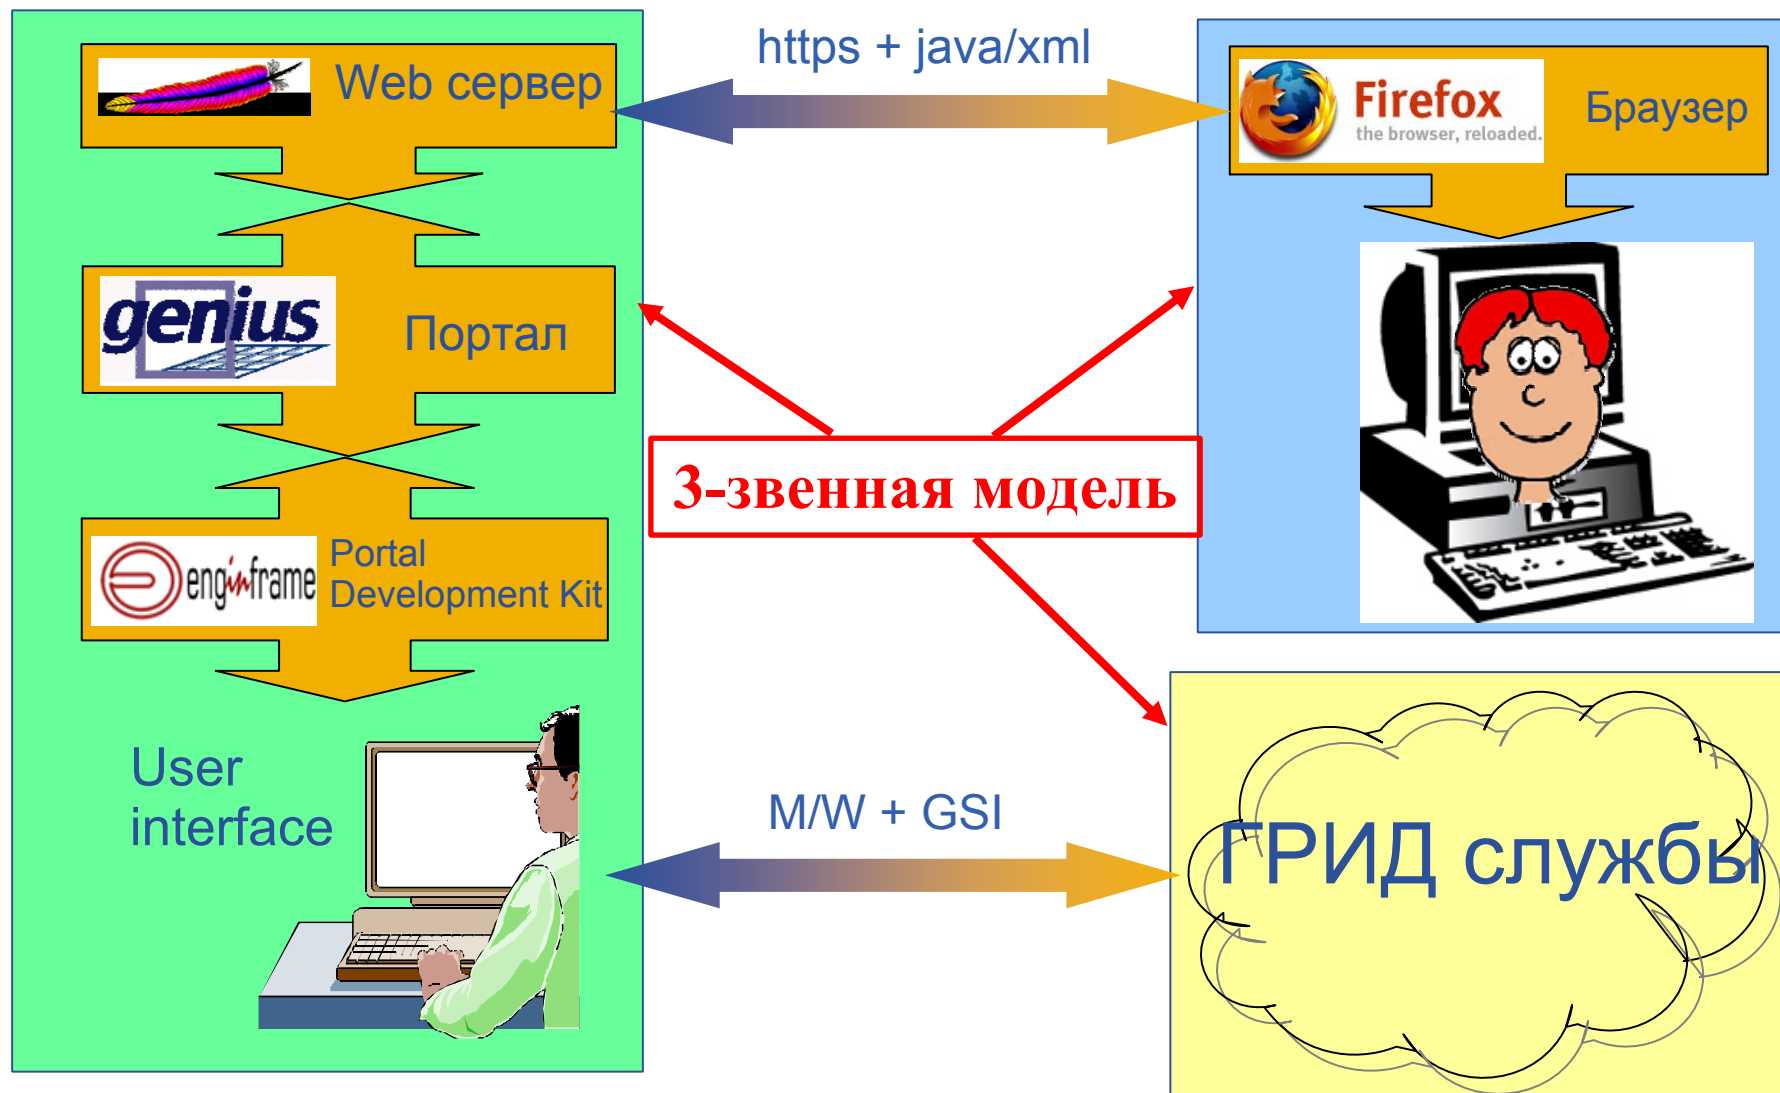 https + java/xml
Web сервер
Firefox
the browser, reloaded.
Браузер
genius
Портал
3-звенная модель
enginframe
Portal
Development Kit
User
interface
M/W + GSI
ГРИД службы